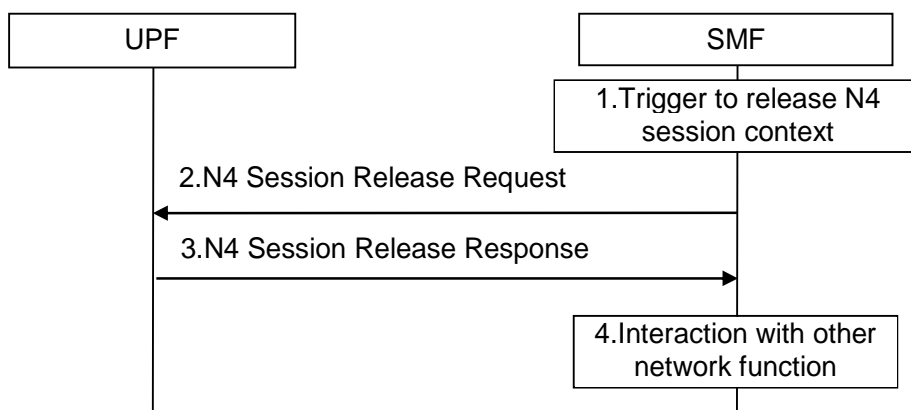 UPF
SMF
1.Trigger to release N4
session context
2.N4 Session Release Request
3.N4 Session Release Response
4.Interaction with other
network function